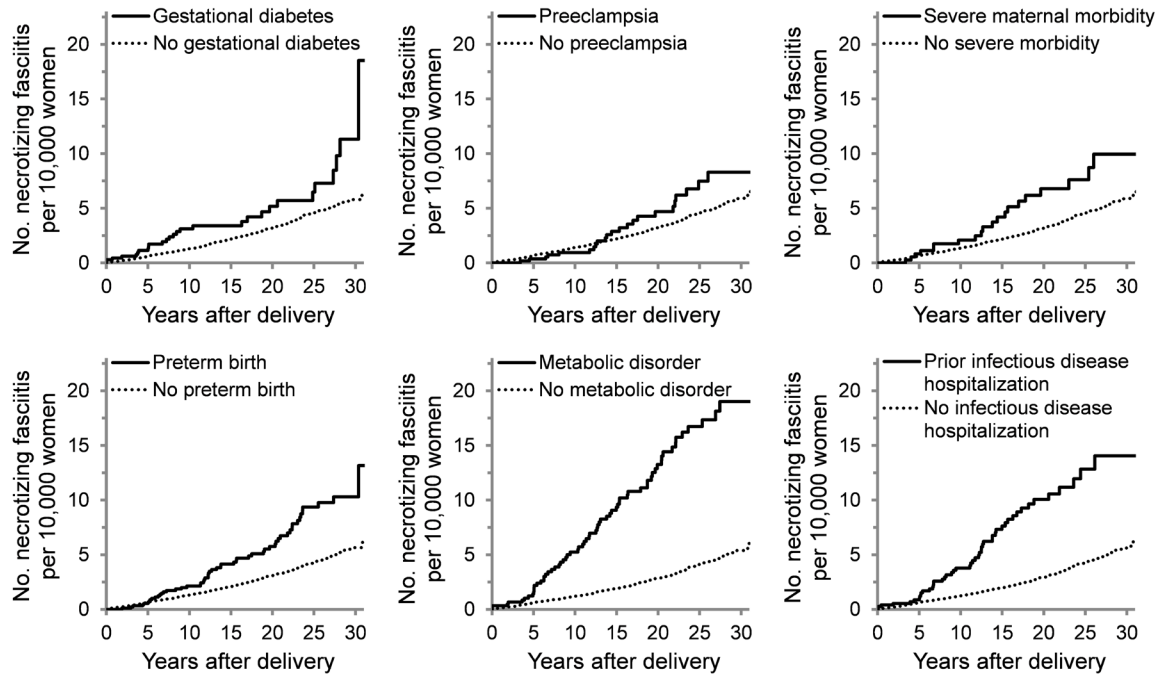 Gestational diabetes
No gestational diabetes
No. necrotizing fasciitis
per 10,000 women
20
15
10
5
0
0 5 10 15 20 25 30
Years after delivery
Preeclampsia
No preeclampsia
No. necrotizing fasciitis
per 10,000 women
20
15
10
5
0
0 5 10 15 20 25 30
Years after delivery
Severe maternal morbidity
No severe morbidity
No. necrotizing fasciitis
per 10,000 women
20
15
10
5
0
0 5 10 15 20 25 30
Years after delivery
Preterm birth
No preterm birth
No. necrotizing fasciitis
per 10,000 women
20
15
10
5
0
0 5 10 15 20 25 30
Years after delivery
Metabolic disorder
No metabolic disorder
No. necrotizing fasciitis
per 10,000 women
20
15
10
5
0
0 5 10 15 20 25 30
Years after delivery
Prior infectious disease
hospitalization
No infectious disease
hospitalization
No. necrotizing fasciitis
per 10,000 women
20
15
10
5
0
0 5 10 15 20 25 30
Years after delivery